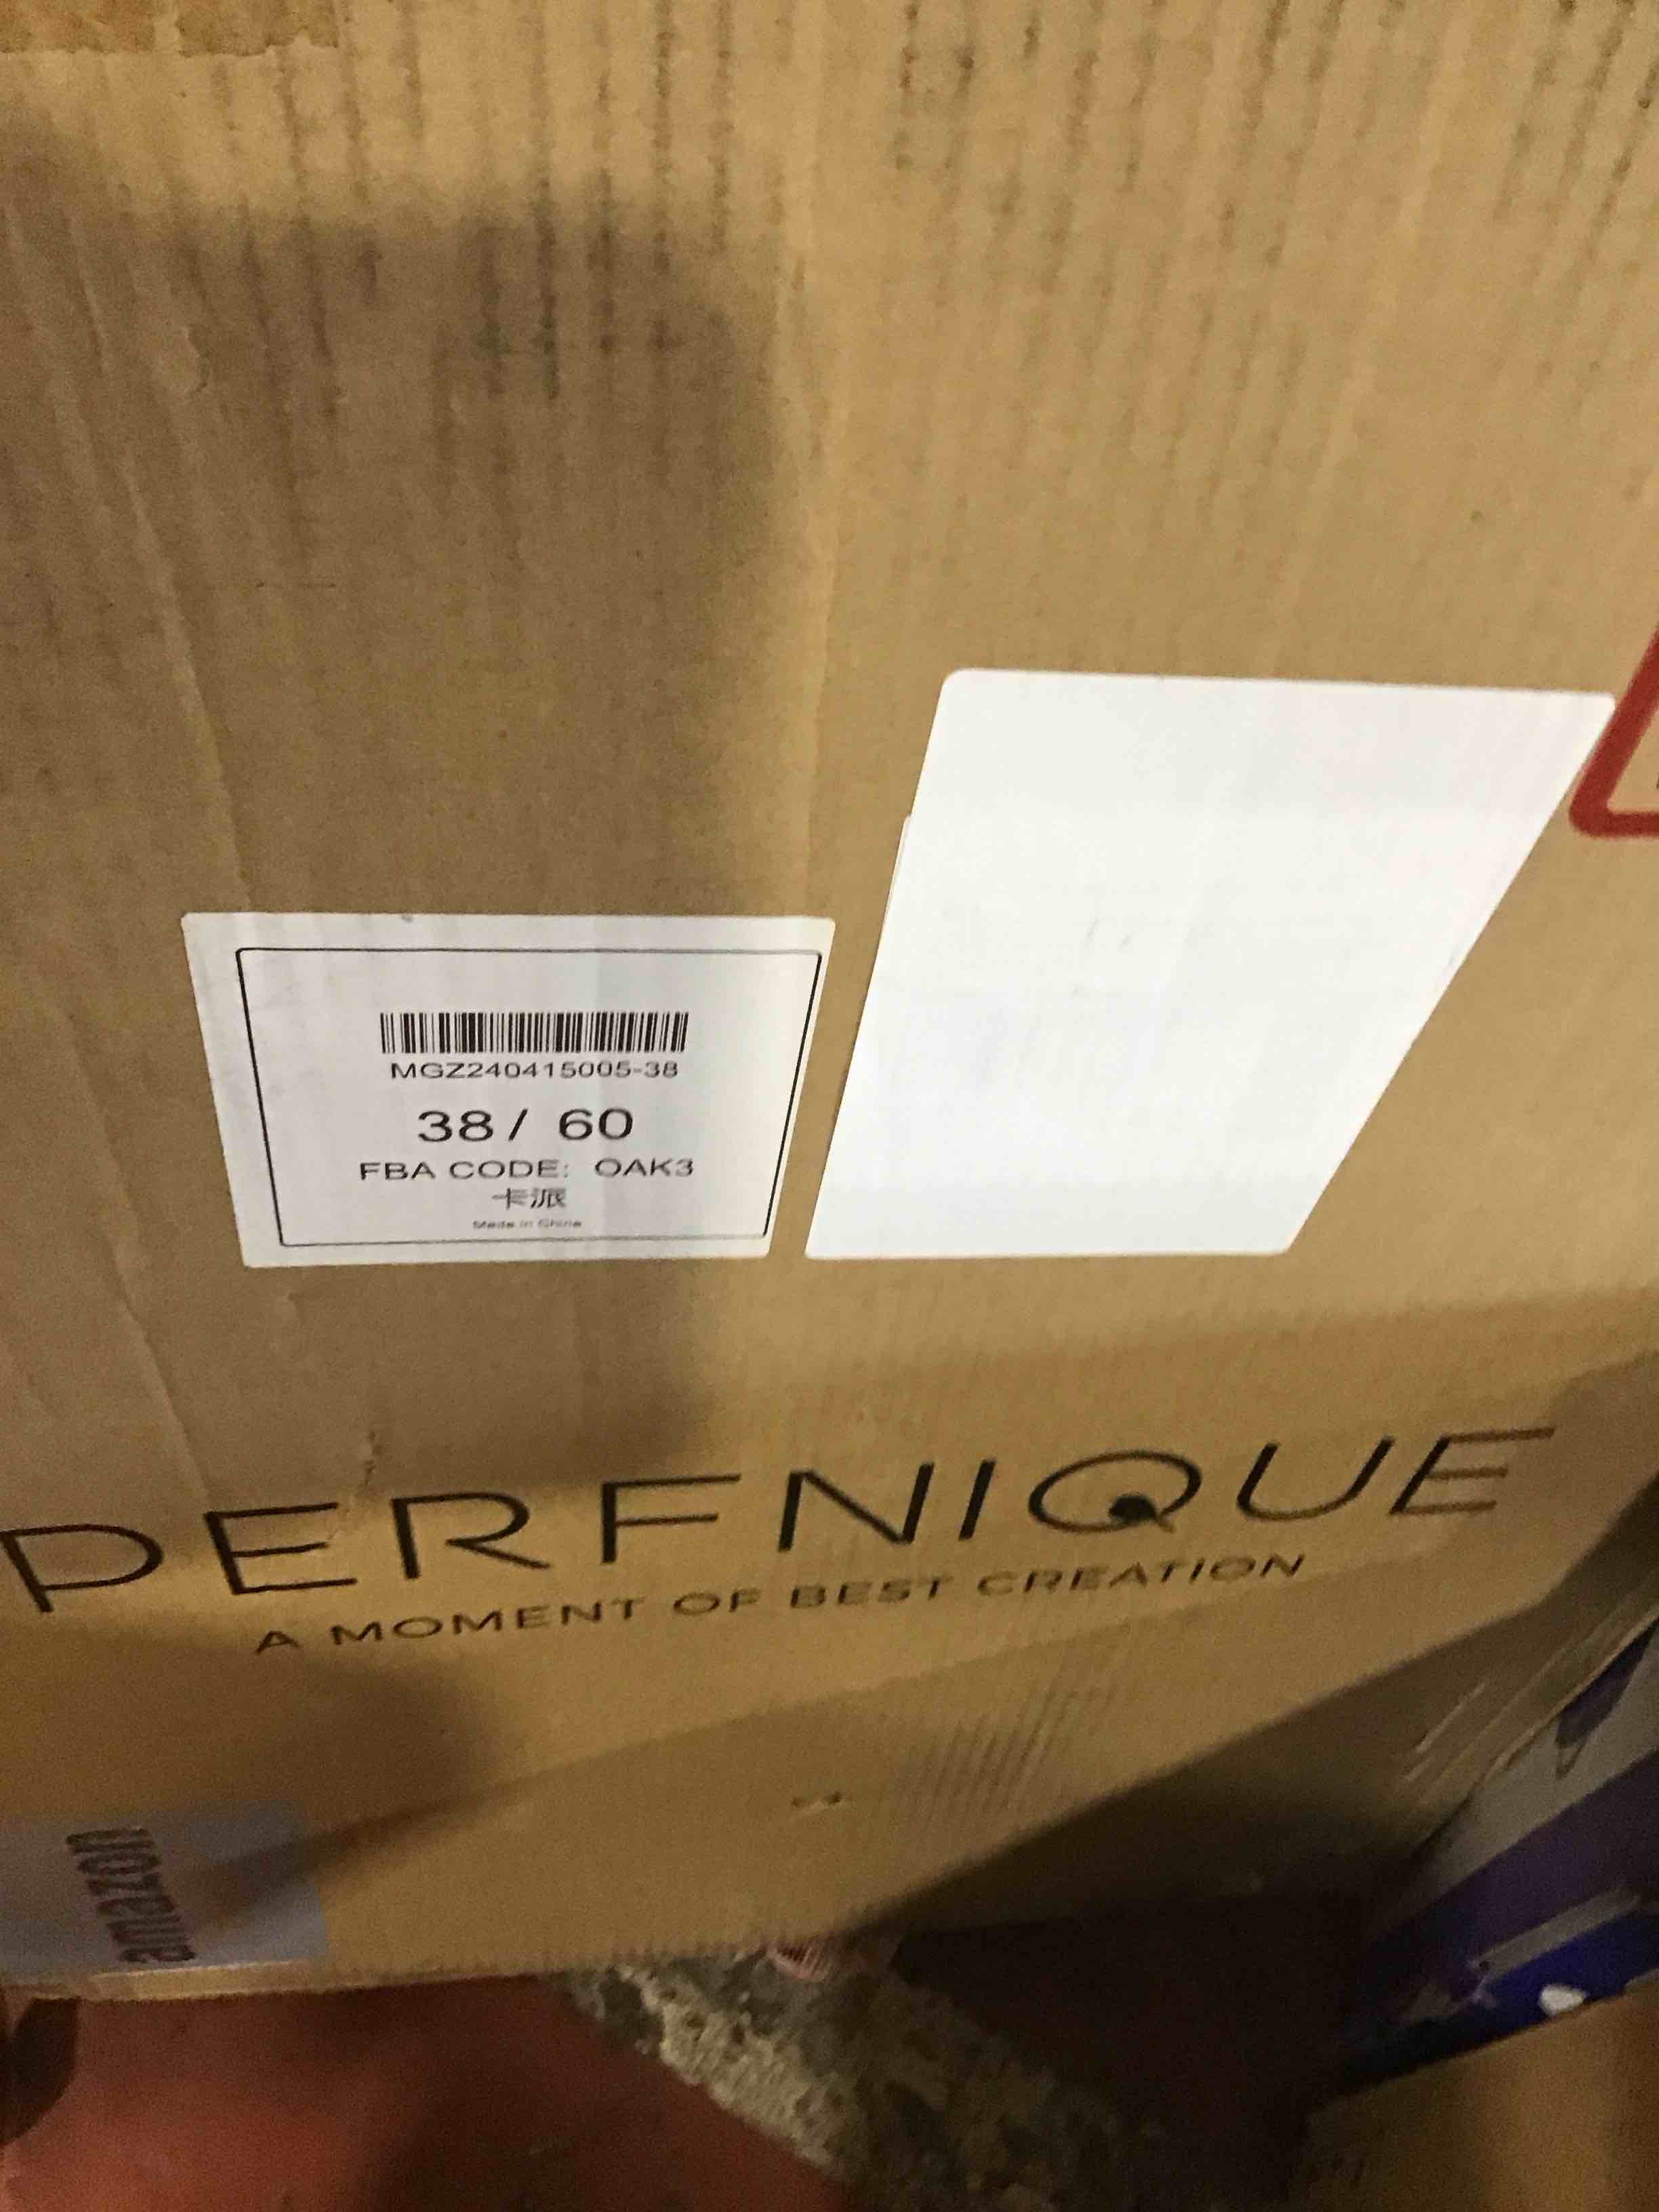 MGZ240415005-38
38/ 60
FBA CODE: OAK3
卡派
Made in China
PERFNIQUE
A MOMENT OF BEST CREATION
amazon